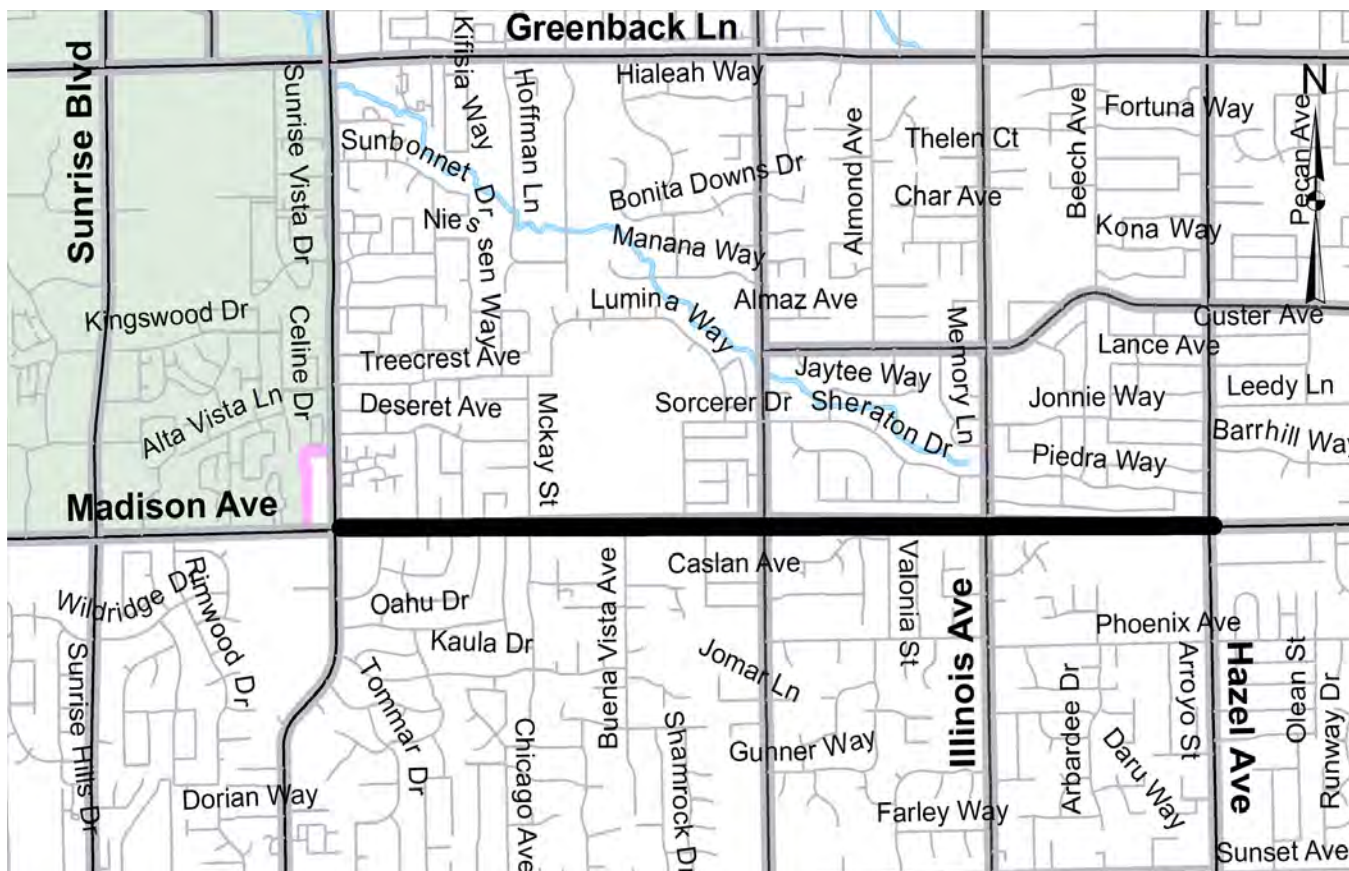 Greenback Ln
Sunrise Blvd
Kifisia Way
Hoffman Ln
Hialeah Way
Sunrise Vista Dr
Sunbonnet Dr
Almond Ave
Thelen Ct
Beech Ave
Fortuna Way
N
Pecan Ave
Bonita Downs Dr
Char Ave
Niessen Way
Manana Way
Kona Way
Kingswood Dr
Celine Dr
Lumina Way
Almaz Ave
Memory Ln
Custer Ave
Treecrest Ave
Lance Ave
Jaytee Way
Leedy Ln
Deseret Ave
Mckay St
Sorcerer Dr
Sheraton Dr
Jonnie Way
Alta Vista Ln
Piedra Way
Barrhill Way
Madison Ave
Caslan Ave
Valonia St
Wildridge Dr
Rimwood Dr
Oahu Dr
Buena Vista Ave
Illinois Ave
Phoenix Ave
Kaula Dr
Sunrise Hills Dr
Tommar Dr
Jomar Ln
Arroyo St
Hazel Ave
Olean St
Runway Dr
Chicago Ave
Shamrock Dr
Gunner Way
Arbardee Dr
Daru Way
Dorian Way
Farley Way
Sunset Ave